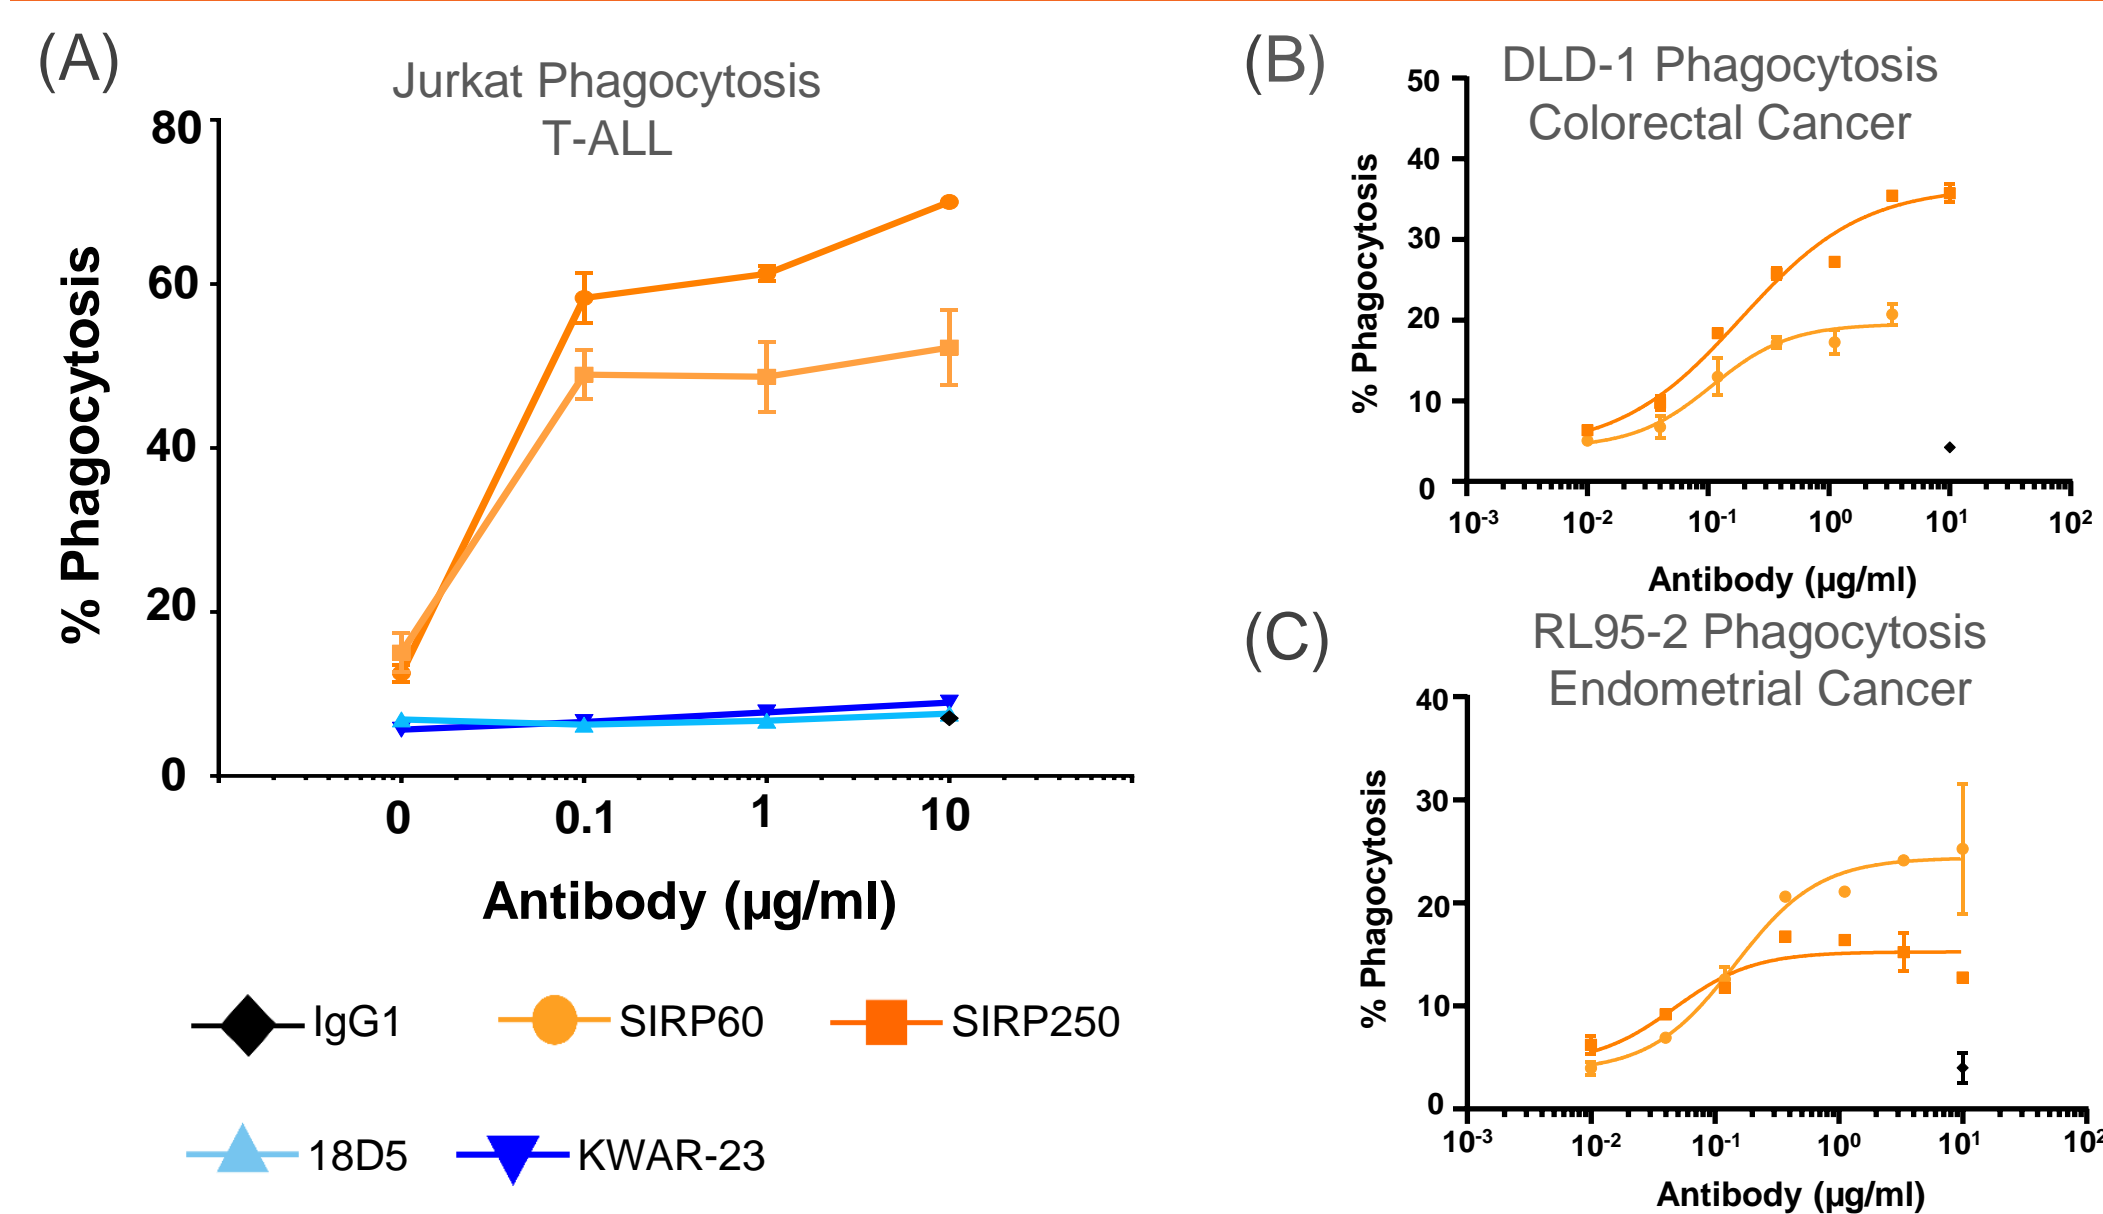 (A)
Jurkat Phagocytosis
T-ALL
% Phagocytosis
80
60
40
20
0
0 0.1 1 10
Antibody (µg/ml)
IgG1 SIRP60 SIRP250
18D5 KWAR-23
(B)
DLD-1 Phagocytosis
Colorectal Cancer
% Phagocytosis
50
40
30
20
10
0
10-3 10-2 10-1 100 101 102
Antibody (µg/ml)
(C)
RL95-2 Phagocytosis
Endometrial Cancer
% Phagocytosis
40
30
20
10
0
10-3 10-2 10-1 100 101 102
Antibody (µg/ml)